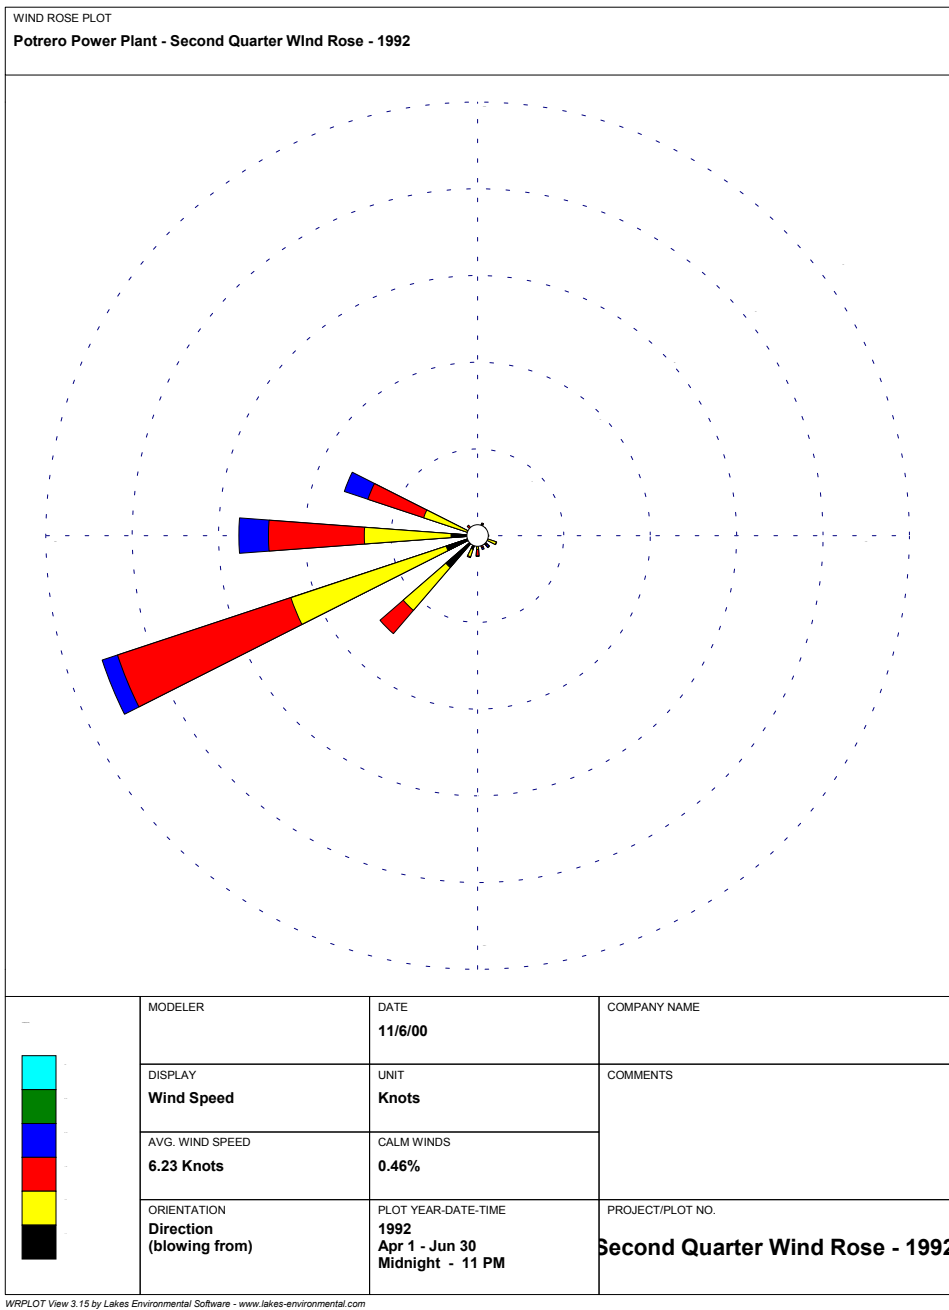 WIND ROSE PLOT
Potrero Power Plant - Second Quarter WInd Rose - 1992
MODELER
DATE
11/6/00
COMPANY NAME
DISPLAY
Wind Speed
UNIT
Knots
COMMENTS
AVG. WIND SPEED
6.23 Knots
CALM WINDS
0.46%
ORIENTATION
Direction
(blowing from)
PLOT YEAR-DATE-TIME
1992
Apr 1 - Jun 30
Midnight - 11 PM
PROJECT/PLOT NO.
Second Quarter Wind Rose - 1992
WRPLOT View 3.15 by Lakes Environmental Software - www.lakes-environmental.com